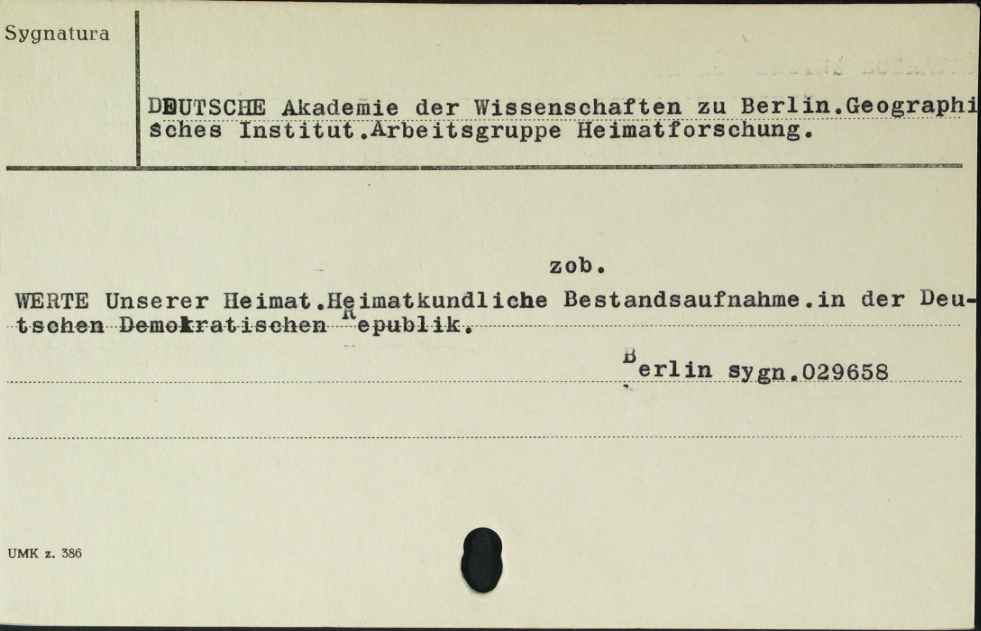 Sygnatura
DEUTSCHE Akademie der Wissenschaften zu Berlin.Geographi
sches Institut.Arbeitsgruppe Heimatforschung.
zob.
WERTE Unserer Heimat.Heimatkundliche Bestandsaufnahme.in der Deu-
tschen Demokratischen Republik.
Berlin sygn.029658
UMK z. 386